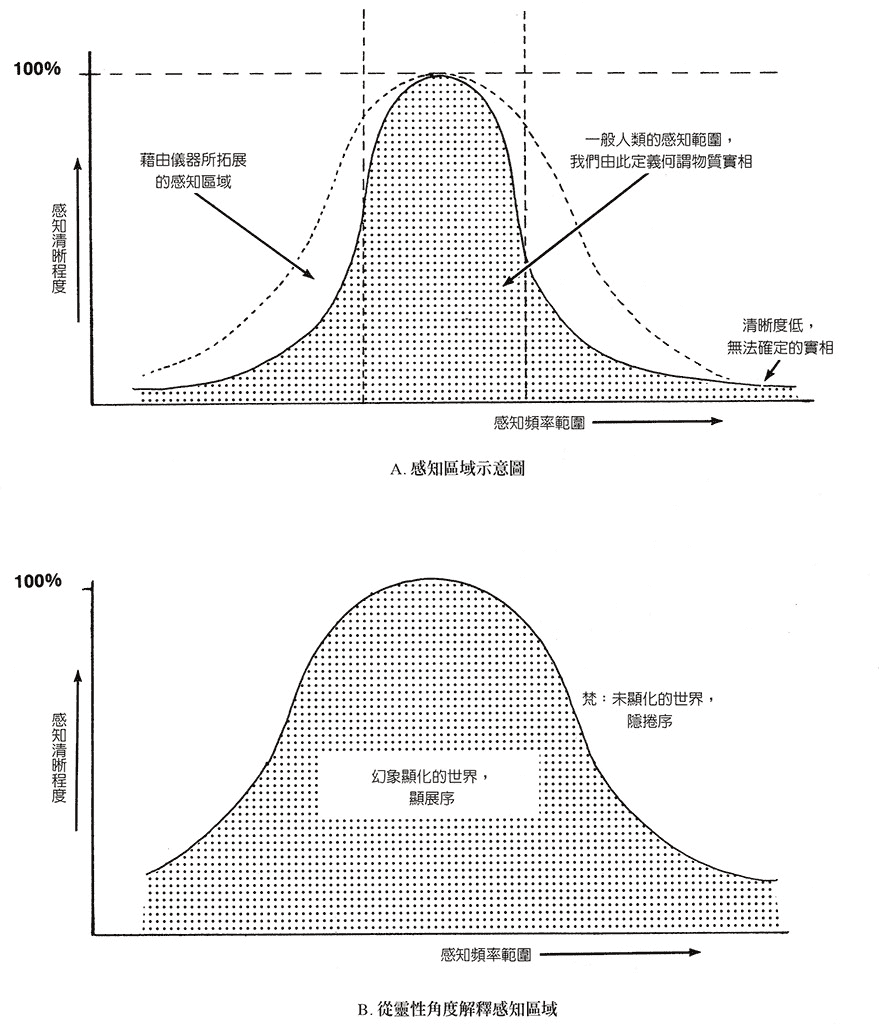 100%
藉由儀器所拓展
的感知區域
一般人類的感知範圍，
我們由此定義何謂物質實相
感知清晰程度
清晰度低，
無法確定的實相
感知頻率範圍
A. 感知區域示意圖
100%
梵：未顯化的世界，
隱捲序
感知清晰程度
幻象顯化的世界，
顯展序
感知頻率範圍
B. 從靈性角度解釋感知區域